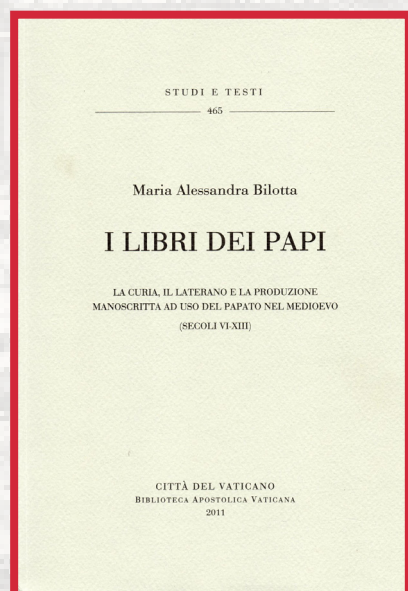 STUDI E TESTI
465
Maria Alessandra Bilotta
I LIBRI DEI PAPI
LA CURIA, IL LATERANO E LA PRODUZIONE
MANOSCRITTA AD USO DEL PAPATO NEL MEDIOEVO
(SECOLI VI-XIII)
CITTÀ DEL VATICANO
BIBLIOTECA APOSTOLICA VATICANA
2011